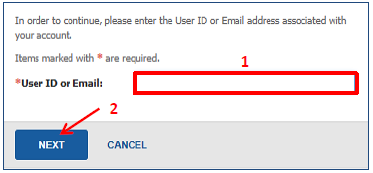 In order to continue, please enter the User ID or Email address associated with
your account.
Items marked with * are required.
1
*User ID or Email:
2
NEXT CANCEL